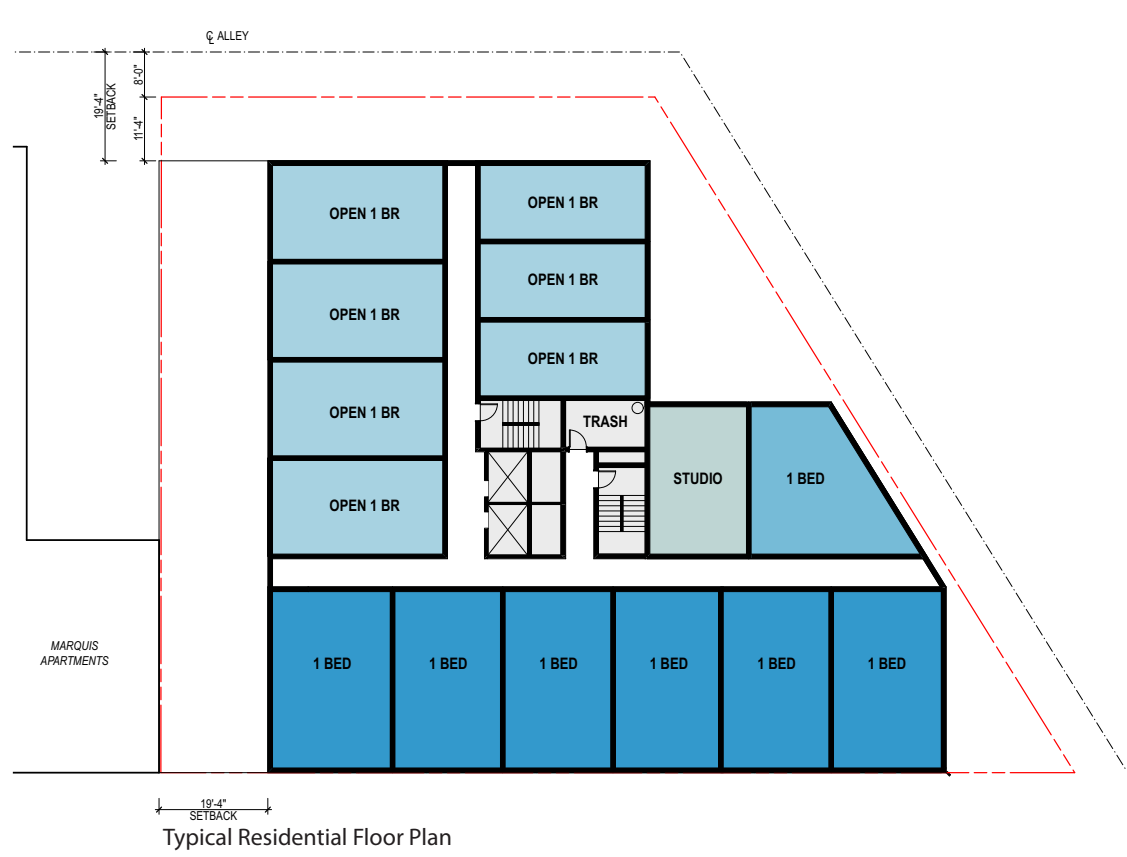 ℄ ALLEY
8'-0"
19'-4"
SETBACK
11'-4"
OPEN 1 BR
OPEN 1 BR
OPEN 1 BR
OPEN 1 BR
OPEN 1 BR
OPEN 1 BR
OPEN 1 BR
TRASH
STUDIO
1 BED
MARQUIS
APARTMENTS
1 BED
1 BED
1 BED
1 BED
1 BED
1 BED
19'-4"
SETBACK
Typical Residential Floor Plan